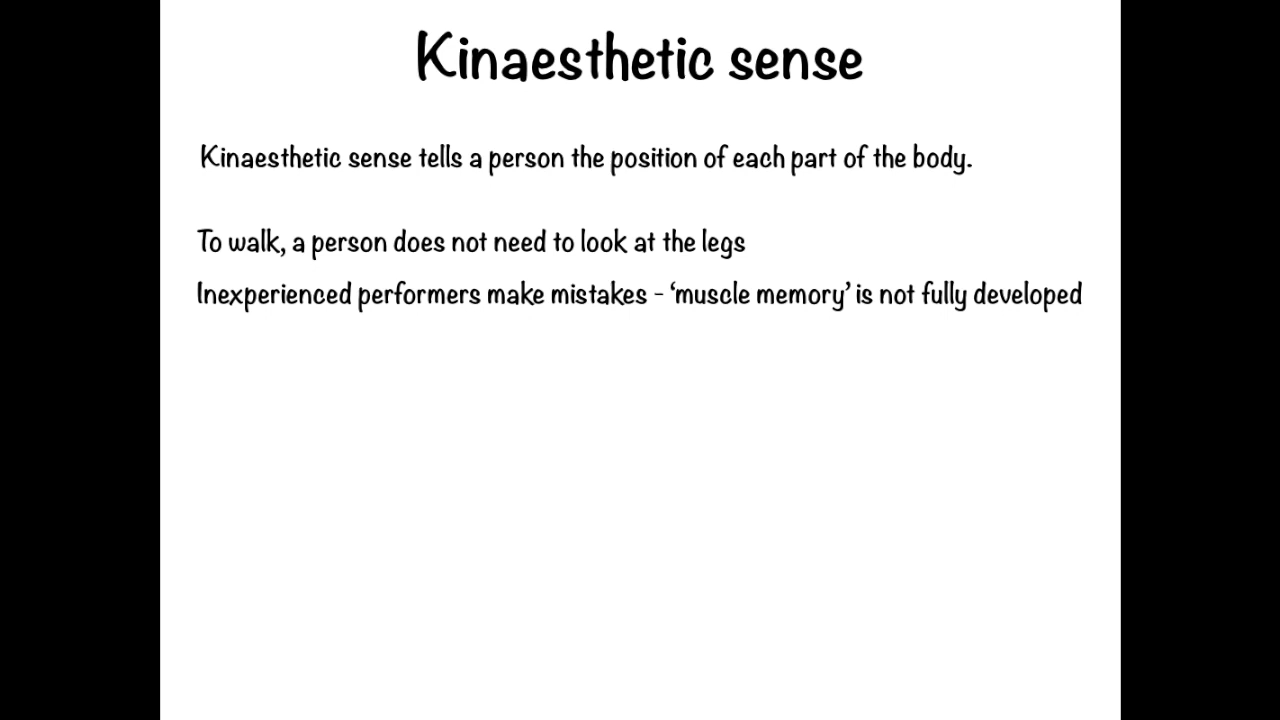 Kinaesthetic sense
Kinaesthetic sense tells a person the position of each part of the body.
To walk, a person does not need to look at the legs
Inexperienced performers make mistakes - ‘muscle memory’ is not fully developed